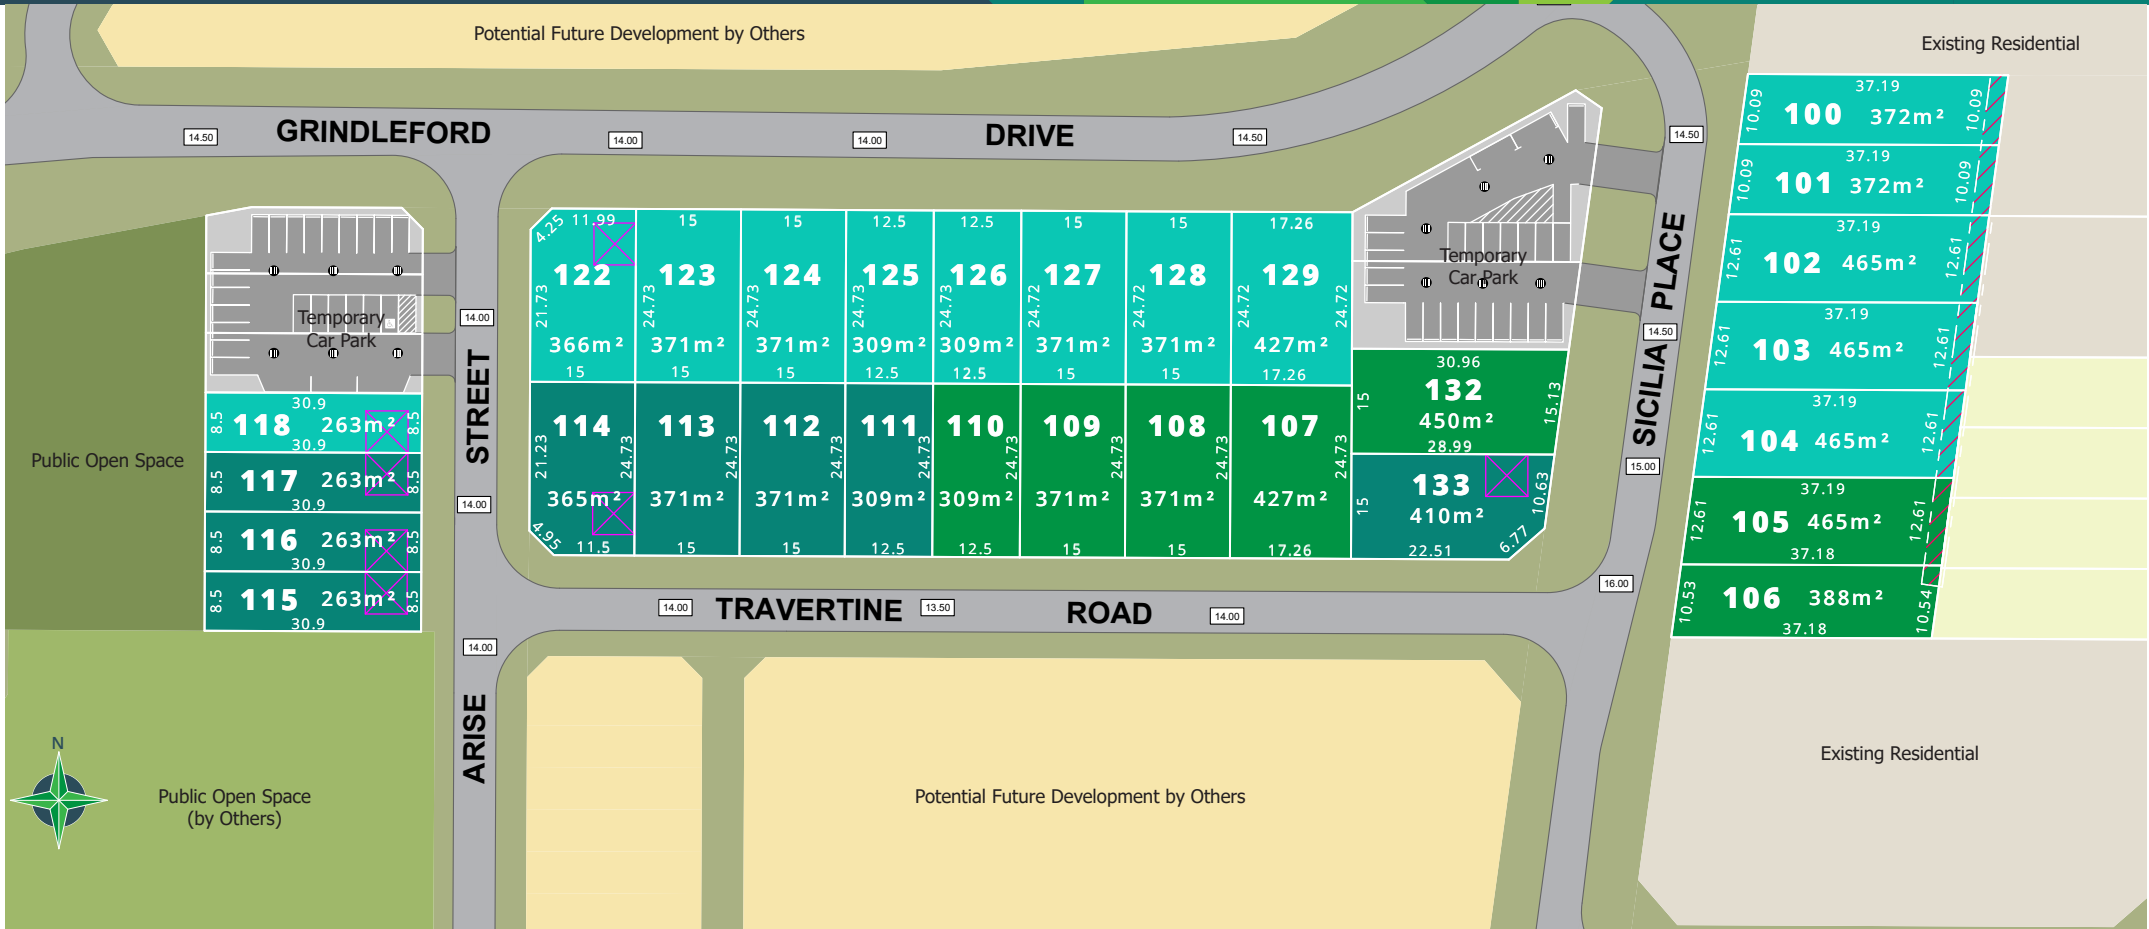 Potential Future Development by Others
Existing Residential
14.50
GRINDLEFORD
14.00
14.00
DRIVE
14.50
14.50
37.19
10.09
100 372m²
10.09
37.19
10.09
101 372m²
10.09
37.19
12.61
102 465m²
12.61
37.19
12.61
103 465m²
12.61
37.19
12.61
104 465m²
12.61
37.19
12.61
105 465m²
12.61
37.18
10.53
106 388m²
10.54
37.18
4.25
11.99
122
21.73
366m²
15
15
123
24.73
371m²
15
15
124
24.73
371m²
15
12.5
125
24.73
309m²
12.5
12.5
126
24.73
309m²
12.5
15
127
24.72
371m²
15
15
128
24.72
371m²
15
17.26
129
24.72
24.72
427m²
17.26
Temporary
Car Park
Temporary
Car Park
14.00
STREET
14.00
SICILIA PLACE
14.50
15.00
30.96
132
450m²
15
15.13
28.99
133
410m²
15
10.63
6.77
22.51
30.9
8.5
118 263m²
8.5
30.9
8.5
117 263m²
8.5
30.9
8.5
116 263m²
8.5
30.9
8.5
115 263m²
8.5
30.9
114
21.23
24.73
365m²
4.95
11.5
113
24.73
371m²
15
112
24.73
371m²
15
111
24.73
309m²
12.5
110
24.73
309m²
12.5
109
24.73
371m²
15
108
24.73
371m²
15
107
24.73
427m²
17.26
Public Open Space
14.00
TRAVERTINE
13.50
ROAD
14.00
16.00
14.00
ARISE
N
Public Open Space
(by Others)
Potential Future Development by Others
Existing Residential